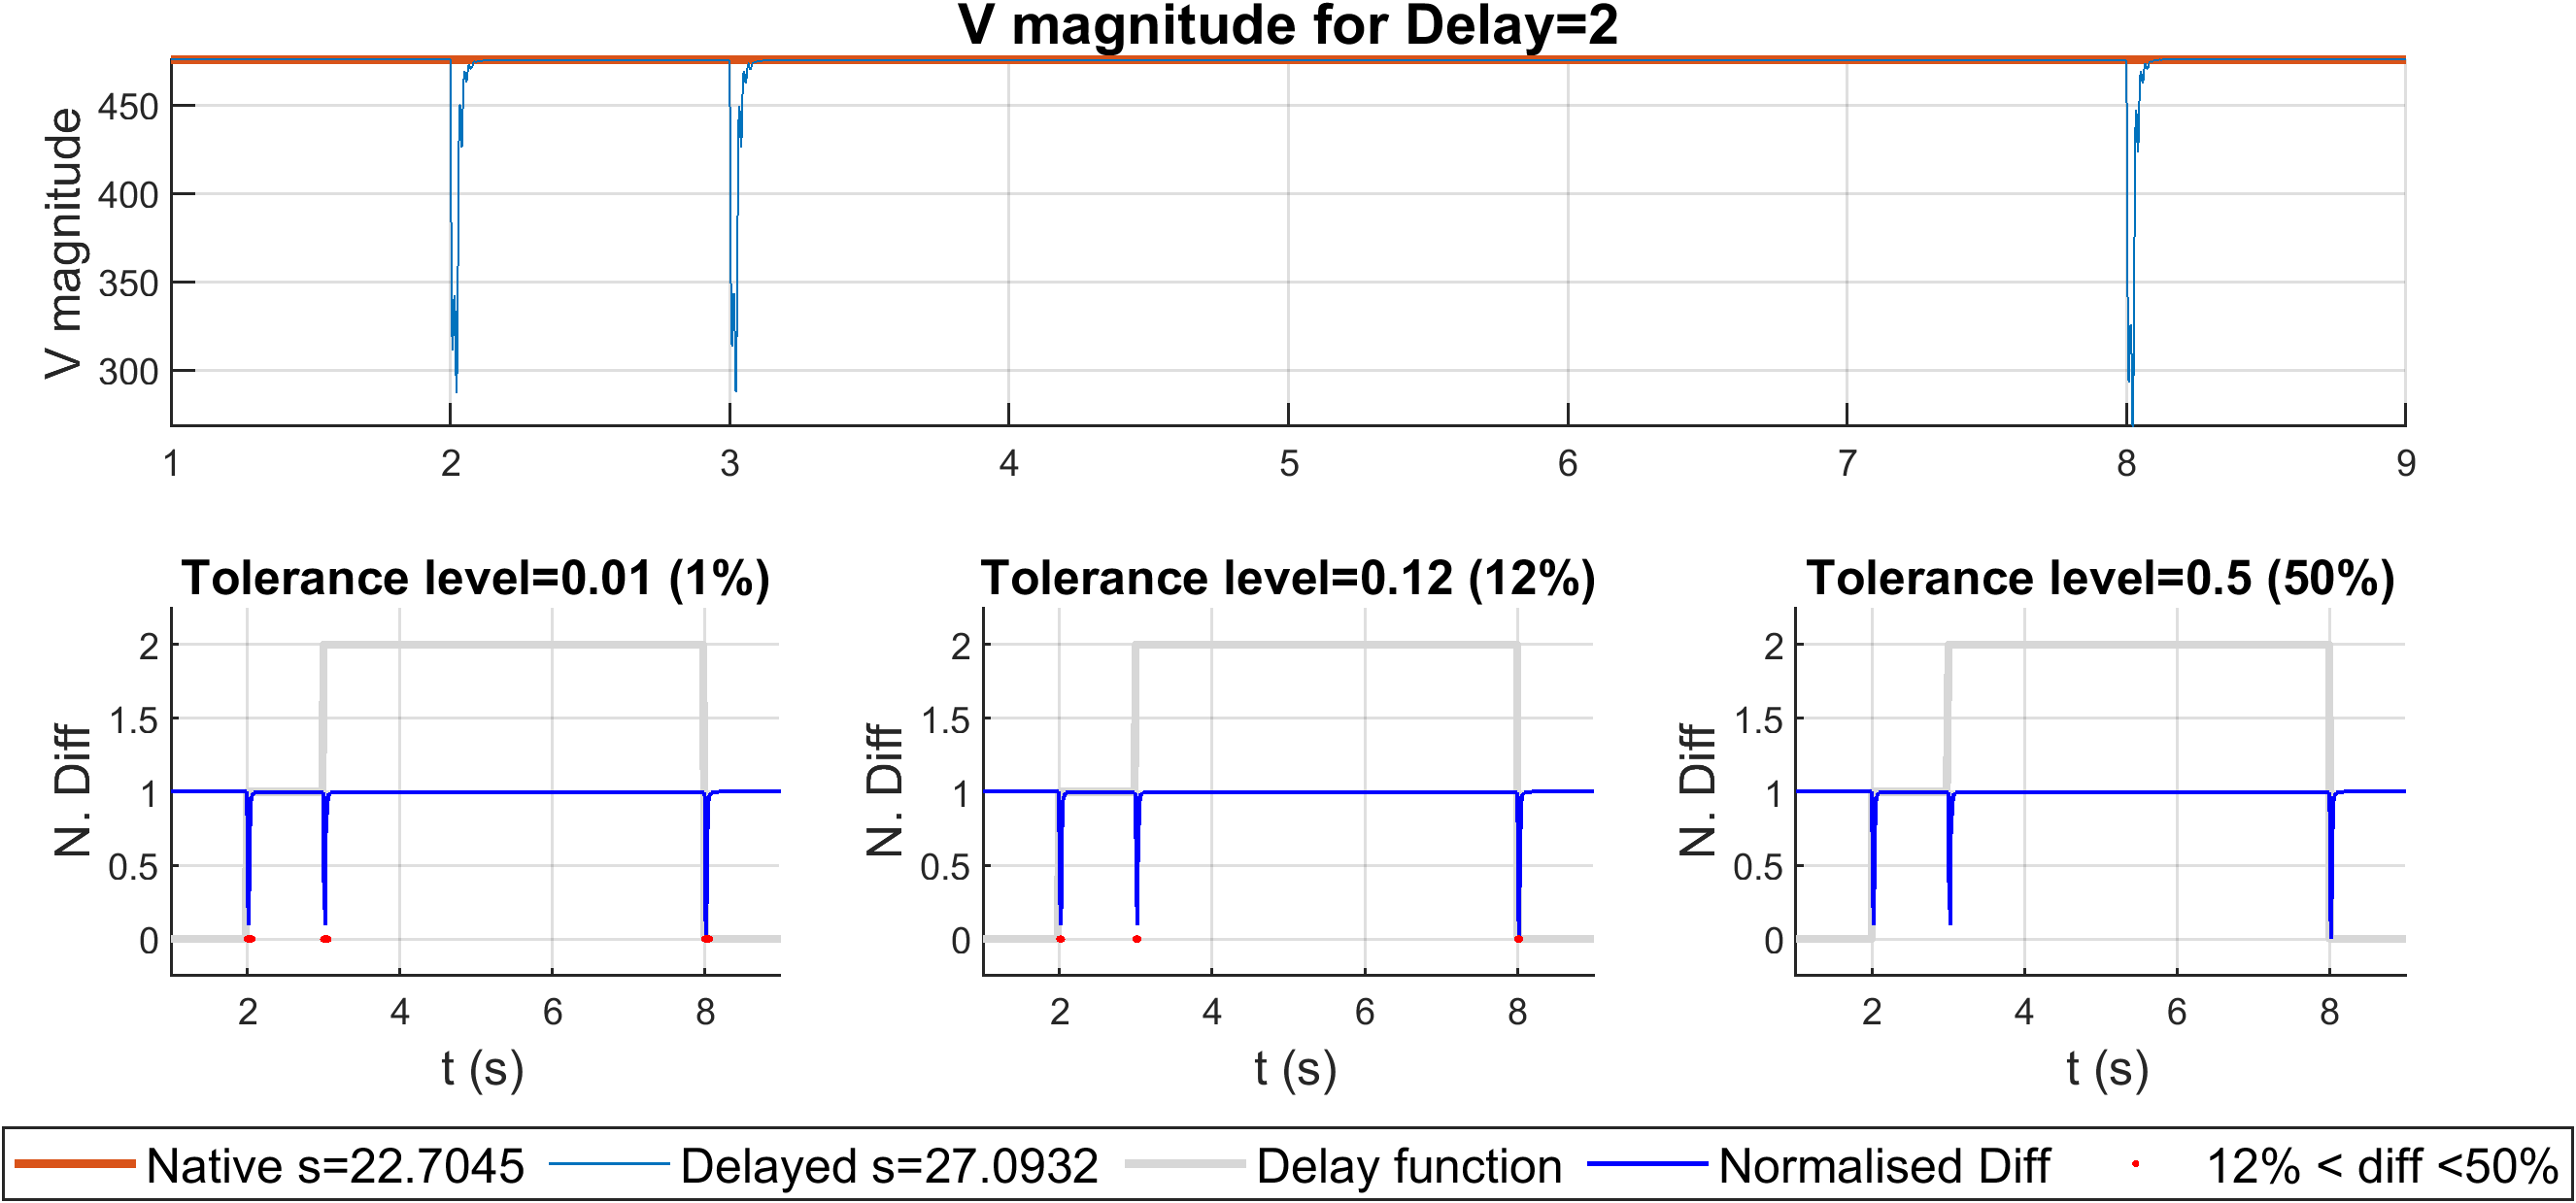 V magnitude for Delay=2
V magnitude
450
400
350
300
1 2 3 4 5 6 7 8 9
Tolerance level=0.01 (1%)
N. Diff
2
1.5
1
0.5
0
2 4 6 8
t (s)
Tolerance level=0.12 (12%)
N. Diff
2
1.5
1
0.5
0
2 4 6 8
t (s)
Tolerance level=0.5 (50%)
N. Diff
2
1.5
1
0.5
0
2 4 6 8
t (s)
Native s=22.7045 Delayed s=27.0932 Delay function Normalised Diff 12% < diff <50%